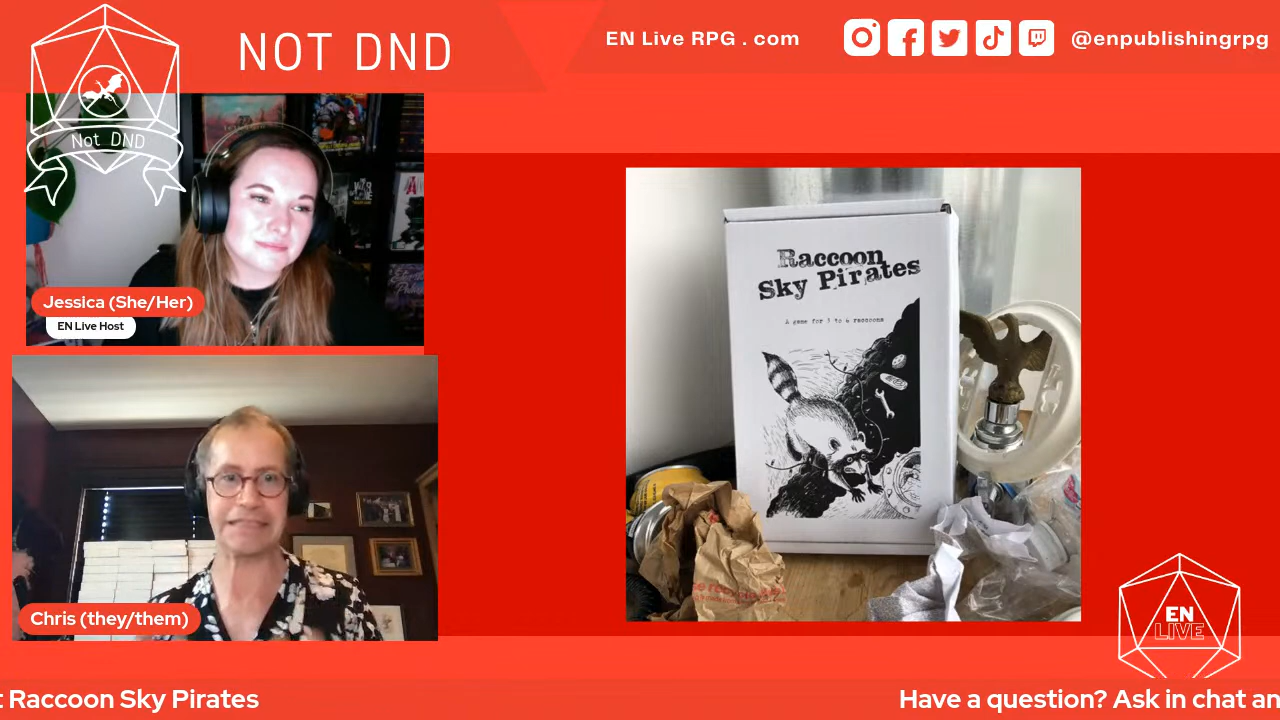 NOT DND
EN Live RPG . com
@enpublishingrpg
Not DND
Jessica (She/Her)
EN Live Host
Chris (they/them)
Raccoon
Sky Pirates
A game for 1 to 6 raccoons
EN
LIVE
t Raccoon Sky Pirates
Have a question? Ask in chat an